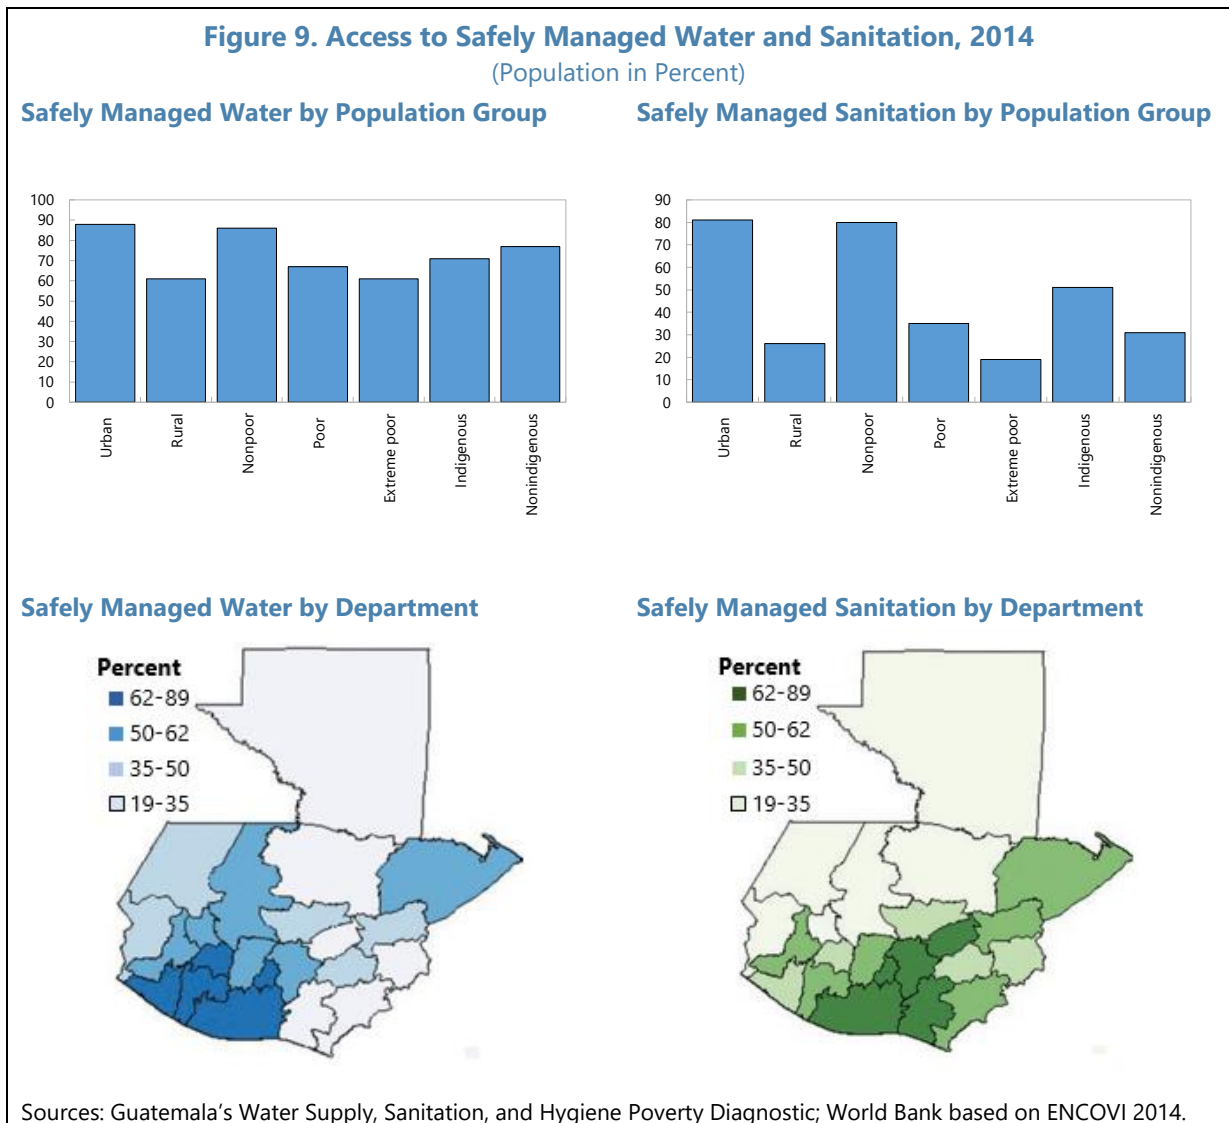 Figure 9. Access to Safely Managed Water and Sanitation, 2014
(Population in Percent)
Safely Managed Water by Population Group
100
90
80
70
60
50
40
30
20
10
0
Urban
Rural
Nonpoor
Poor
Extreme poor
Indigenous
Nonindigenous
Safely Managed Sanitation by Population Group
90
80
70
60
50
40
30
20
10
0
Urban
Rural
Nonpoor
Poor
Extreme poor
Indigenous
Nonindigenous
Safely Managed Water by Department
Percent
62-89
50-62
35-50
19-35
Safely Managed Sanitation by Department
Percent
62-89
50-62
35-50
19-35
Sources: Guatemala’s Water Supply, Sanitation, and Hygiene Poverty Diagnostic; World Bank based on ENCOVI 2014.